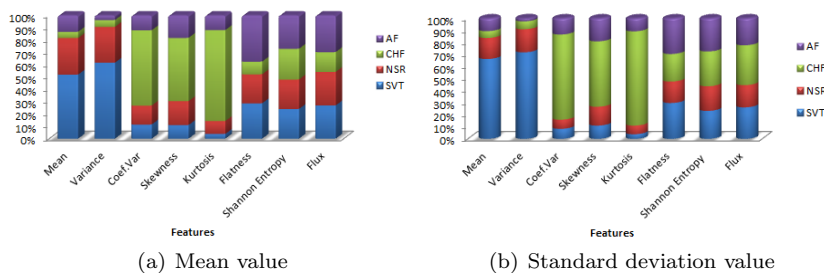 100%
90%
80%
70%
60%
50%
40%
30%
20%
10%
0%
Mean
Variance
Coef.Var
Skewness
Kurtosis
Flatness
Shannon Entropy
Flux
Features
AF
CHF
NSR
SVT
(a) Mean value
100%
90%
80%
70%
60%
50%
40%
30%
20%
10%
0%
Mean
Variance
Coef.Var
Skewness
Kurtosis
Flatness
Shannon Entropy
Flux
Features
AF
CHF
NSR
SVT
(b) Standard deviation value